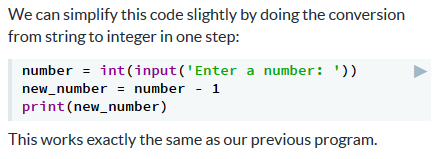 We can simplify this code slightly by doing the conversion
from string to integer in one step:
number = int(input('Enter a number: '))
new_number = number - 1
print(new_number)
This works exactly the same as our previous program.